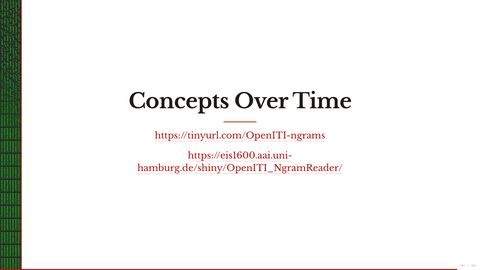 Concepts Over Time
https://tinyurl.com/OpenITI-ngrams
https://eis1600.aai.uni-
hamburg.de/shiny/OpenITI_NgramReader/